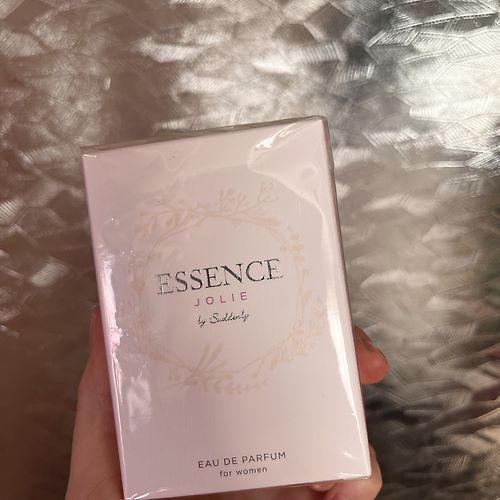 ESSENCE
JOLIE
by Suddenly
EAU DE PARFUM
for women